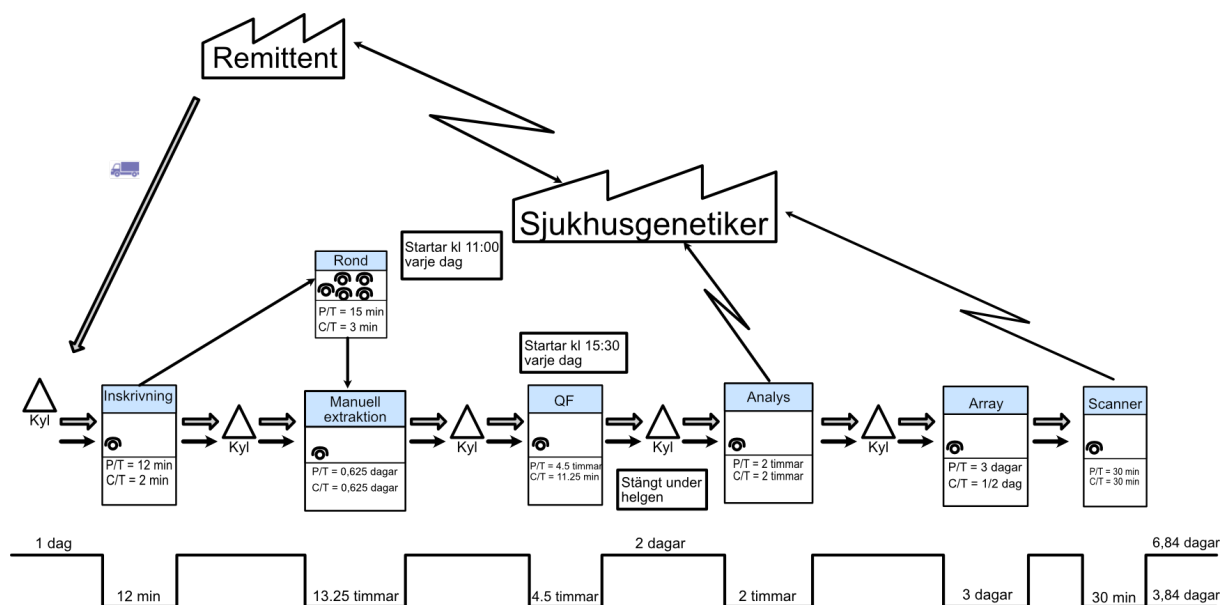 Remittent
Sjukhusgenetiker
Startar kl 11:00
varje dag
Rond
P/T = 15 min
C/T = 3 min
Startar kl 15:30
varje dag
Kyl
Inskrivning
P/T = 12 min
C/T = 2 min
Kyl
Manuell
extraktion
P/T = 0,625 dagar
C/T = 0,625 dagar
Kyl
QF
P/T = 4.5 timmar
C/T = 11.25 min
Kyl
Stängt under
helgen
Analys
P/T = 2 timmar
C/T = 2 timmar
Kyl
Array
P/T = 3 dagar
C/T = 1/2 dag
Scanner
P/T = 30 min
C/T = 30 min
1 dag
2 dagar
6,84 dagar
12 min
13.25 timmar
4.5 timmar
2 timmar
3 dagar
30 min
3,84 dagar